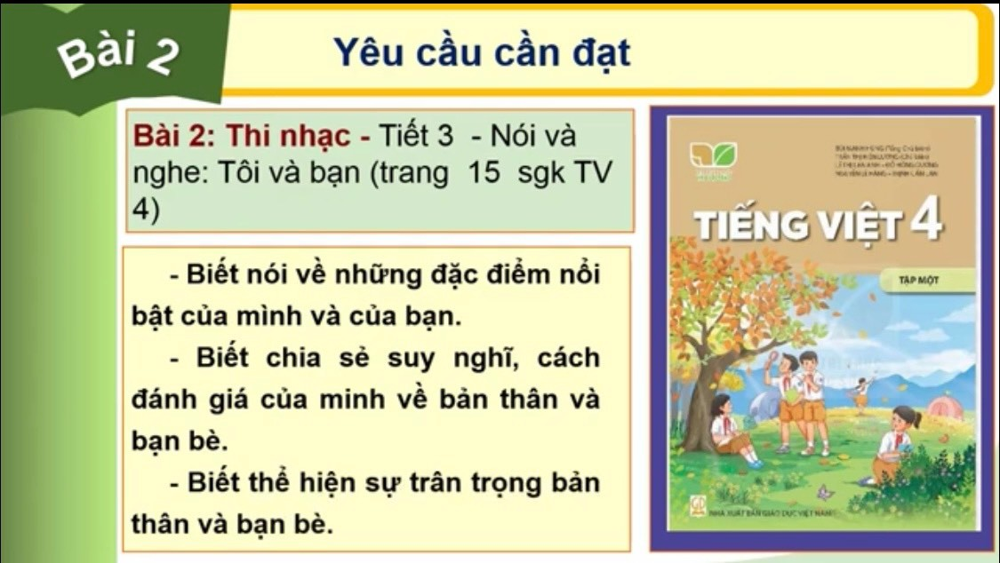 Bài 2
Yêu cầu cần đạt
Bài 2: Thi nhạc - Tiết 3 - Nói và
nghe: Tôi và bạn (trang 15 sgk TV
4)
- Biết nói về những đặc điểm nổi
bật của mình và của bạn.
- Biết chia sẻ suy nghĩ, cách
đánh giá của minh về bản thân và
bạn bè.
- Biết thể hiện sự trân trọng bản
thân và bạn bè.
TIẾNG VIỆT 4
TẬP MỘT
NHÀ XUẤT BẢN GIÁO DỤC VIỆT NAM